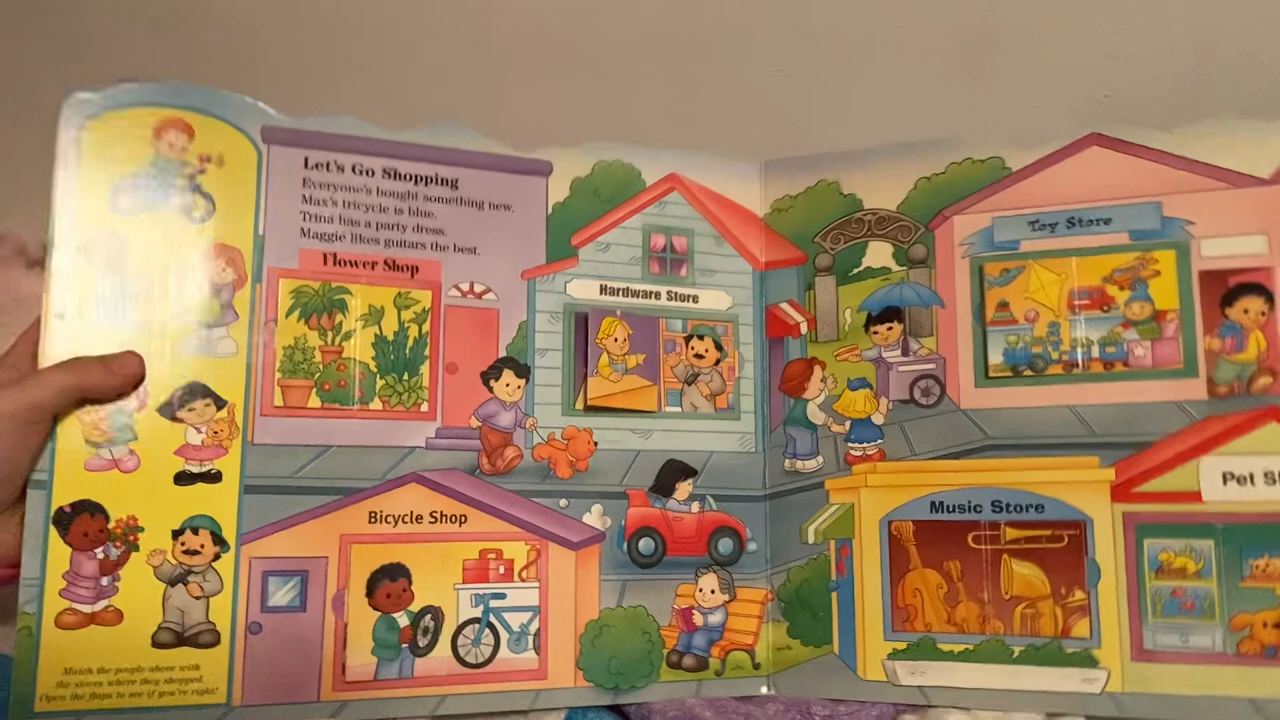 Let's Go Shopping
Everyone's bought something new.
Max's tricycle is blue.
Trina has a party dress.
Maggie likes guitars the best.
Flower Shop
Hardware Store
Toy Store
Bicycle Shop
Music Store
Pet S
Match the people above with
the stores where they shopped.
Open the flaps to see if you're right!